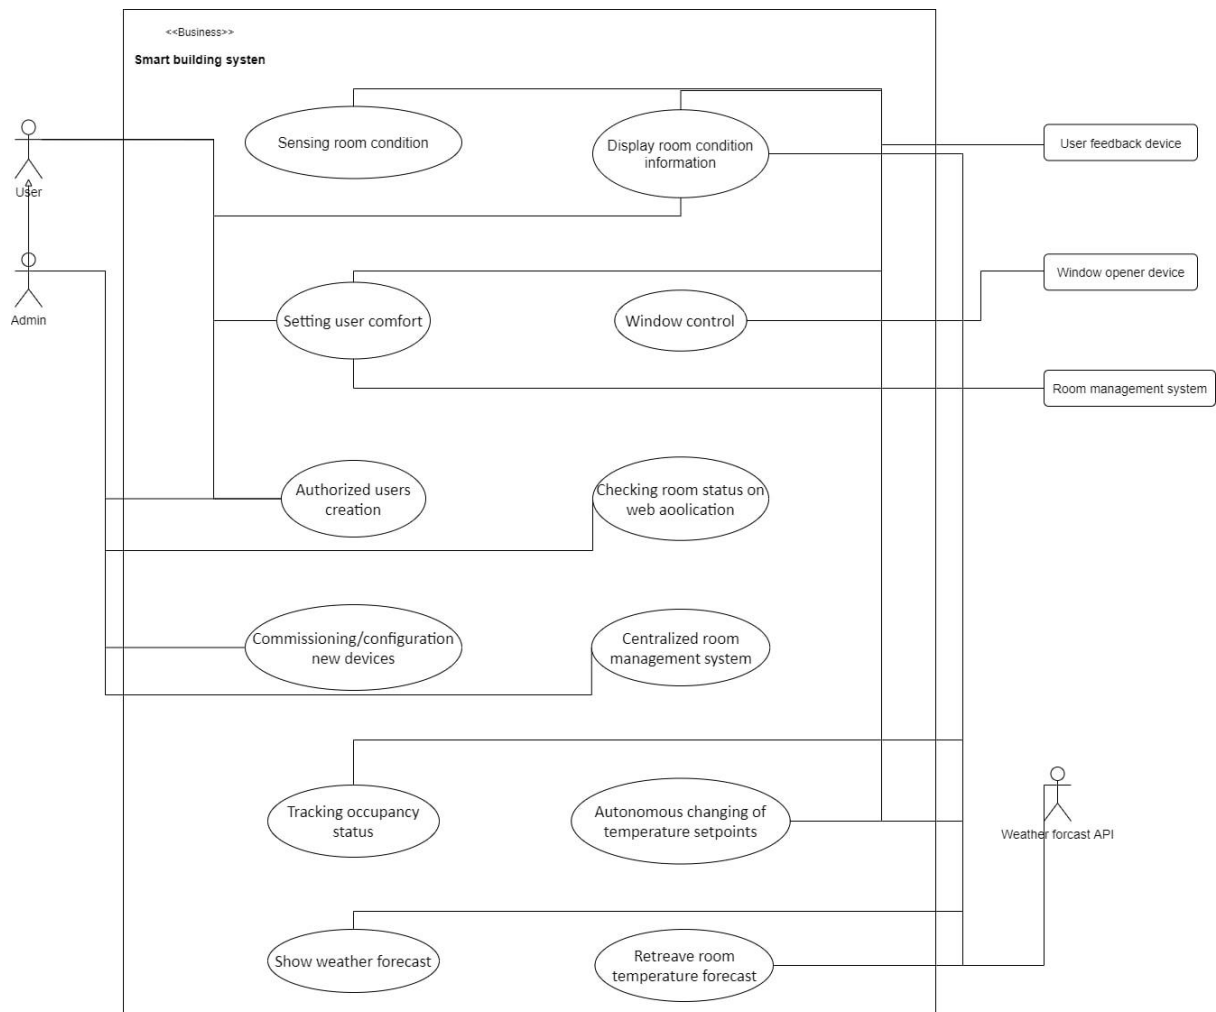 <<Business>>
Smart building systen
Sensing room condition
Display room condition
information
User feedback device
User
Window opener device
Admin
Setting user comfort
Window control
Room management system
Authorized users
creation
Checking room status on
web aoolication
Commissioning/configuration
new devices
Centralized room
management system
Tracking occupancy
status
Autonomous changing of
temperature setpoints
Weather forcast API
Show weather forecast
Retreave room
temperature forecast